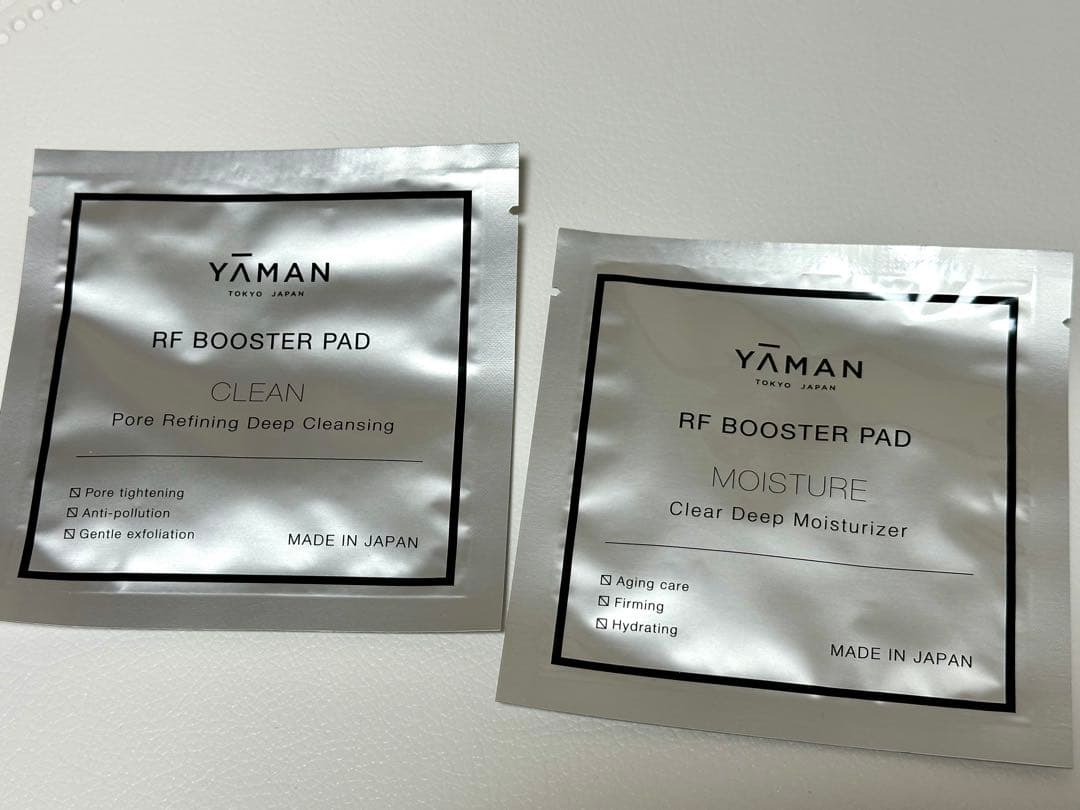 YĀMAN
TOKYO JAPAN
RF BOOSTER PAD
CLEAN
Pore Refining Deep Cleansing
Pore tightening
Anti-pollution
Gentle exfoliation
MADE IN JAPAN
YĀMAN
TOKYO JAPAN
RF BOOSTER PAD
MOISTURE
Clear Deep Moisturizer
Aging care
Firming
Hydrating
MADE IN JAPAN